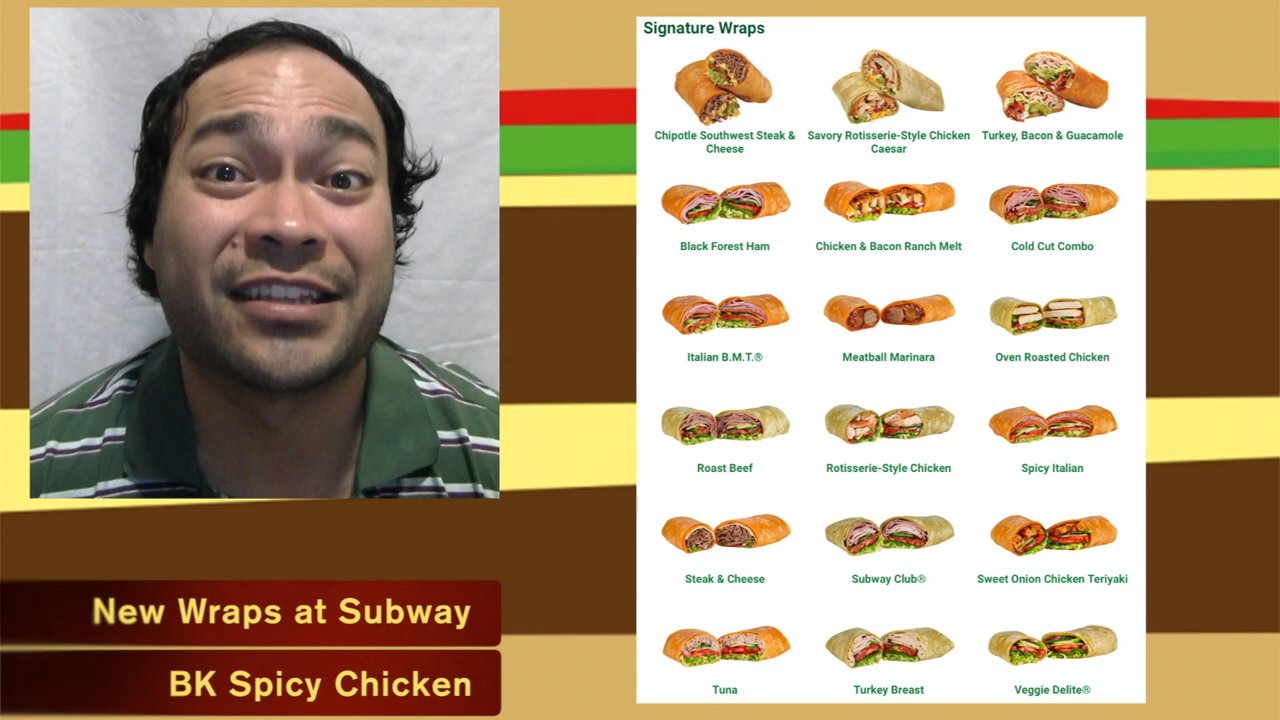 Signature Wraps
Chipotle Southwest Steak &
Cheese
Savory Rotisserie-Style Chicken
Caesar
Turkey, Bacon & Guacamole
Black Forest Ham
Chicken & Bacon Ranch Melt
Cold Cut Combo
Italian B.M.T.®
Meatball Marinara
Oven Roasted Chicken
Roast Beef
Rotisserie-Style Chicken
Spicy Italian
Steak & Cheese
Subway Club®
Sweet Onion Chicken Teriyaki
Tuna
Turkey Breast
Veggie Delite®
New Wraps at Subway
BK Spicy Chicken